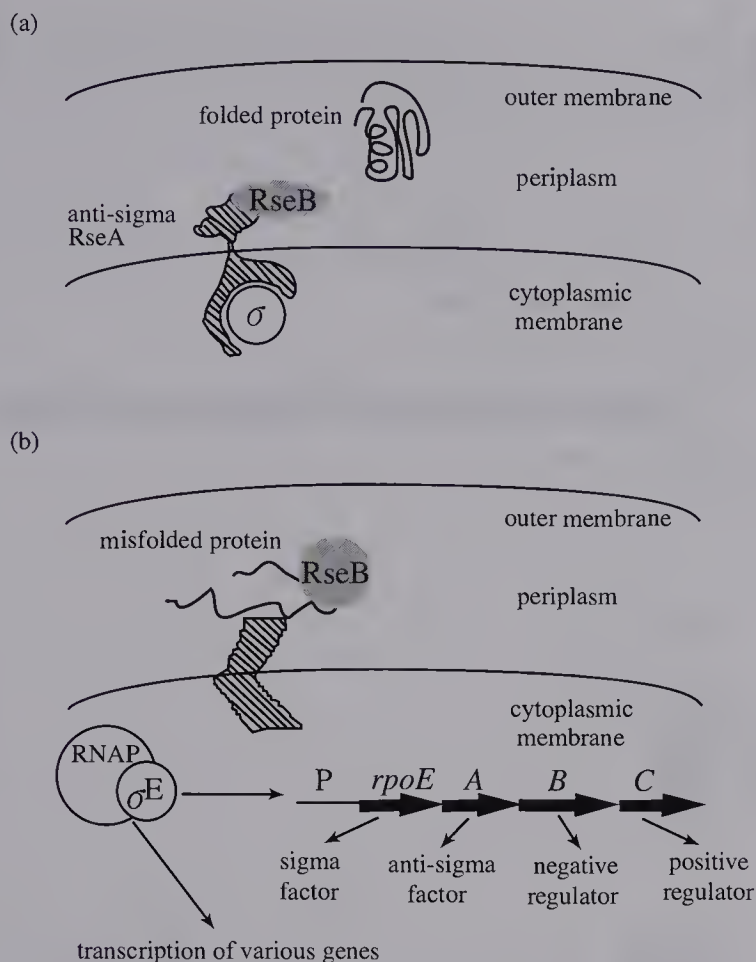 (a)
outer membrane
folded protein
periplasm
RseB
anti-sigma
RseA
cytoplasmic
membrane
σ
(b)
outer membrane
misfolded protein
RseB
periplasm
cytoplasmic
membrane
RNAP
σE
P rpoE A B C
sigma
factor
anti-sigma
factor
negative
regulator
positive
regulator
transcription of various genes